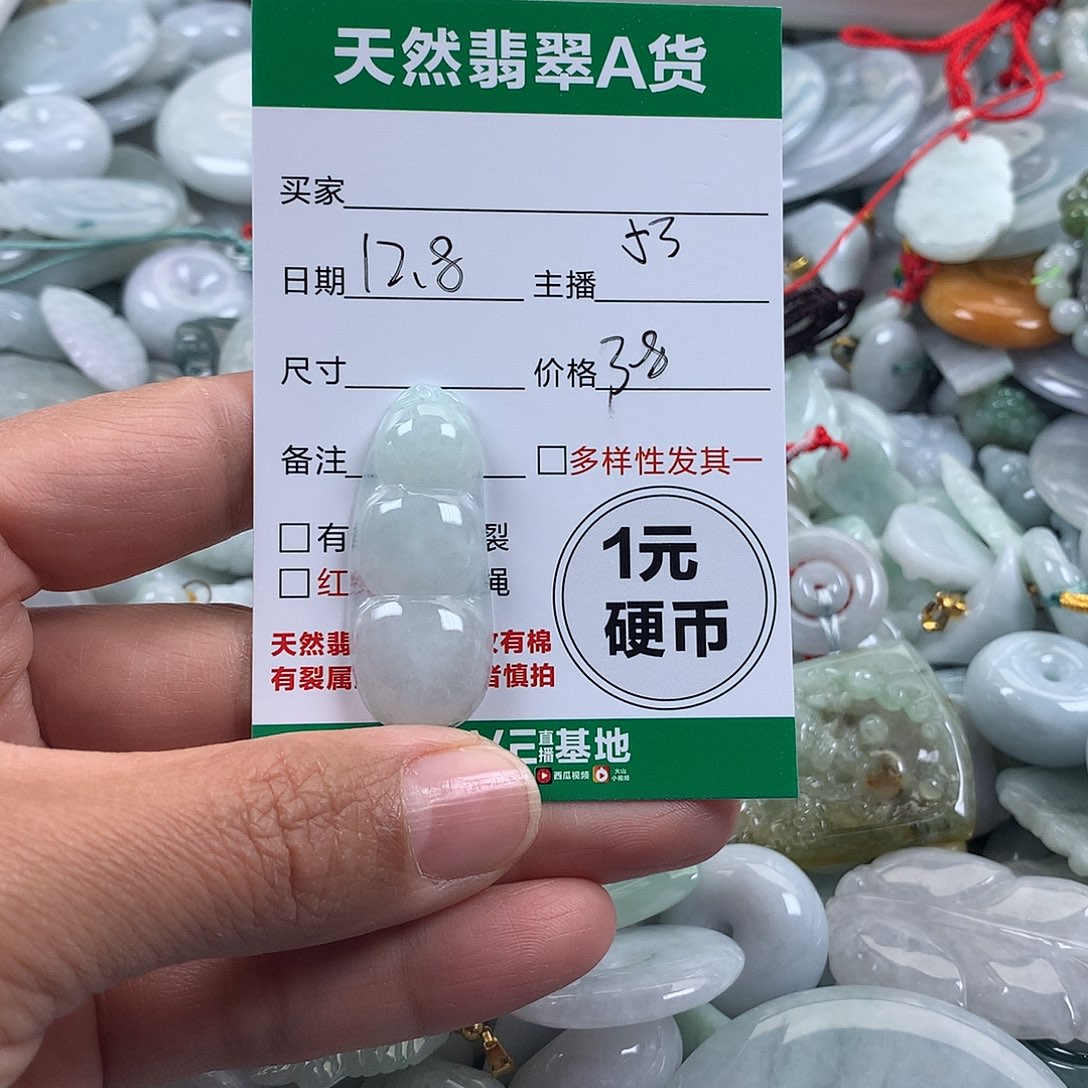 天然翡翠A货
买家
日期 12.8 主播 53
尺寸 价格 38
备注 □多样性发其一
□有 裂
□红 绳
1元
硬币
天然翡 有棉
有裂属 者慎拍
直播基地
西瓜视频